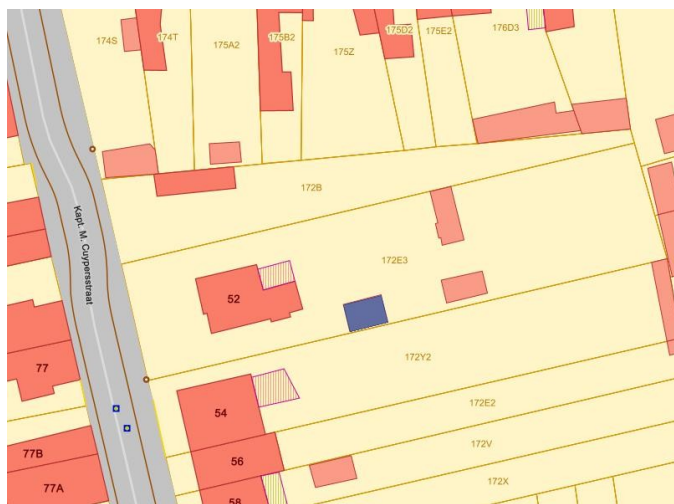 174S
174T
175A2
175B2
175Z
175D2
175E2
176D3
172B
Kapt. M. Cuypersstraat
172E3
52
77
172Y2
54
172E2
56
172V
77B
77A
58
172X